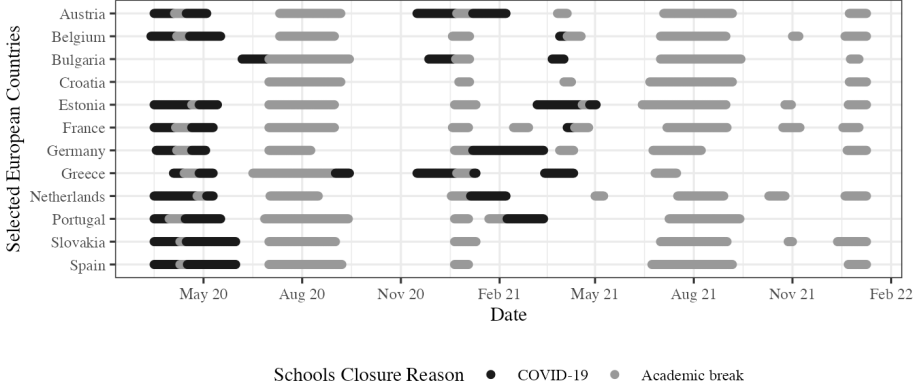 Selected European Countries
Austria
Belgium
Bulgaria
Croatia
Estonia
France
Germany
Greece
Netherlands
Portugal
Slovakia
Spain
May 20 Aug 20 Nov 20 Feb 21 May 21 Aug 21 Nov 21 Feb 22
Date
Schools Closure Reason COVID-19 Academic break